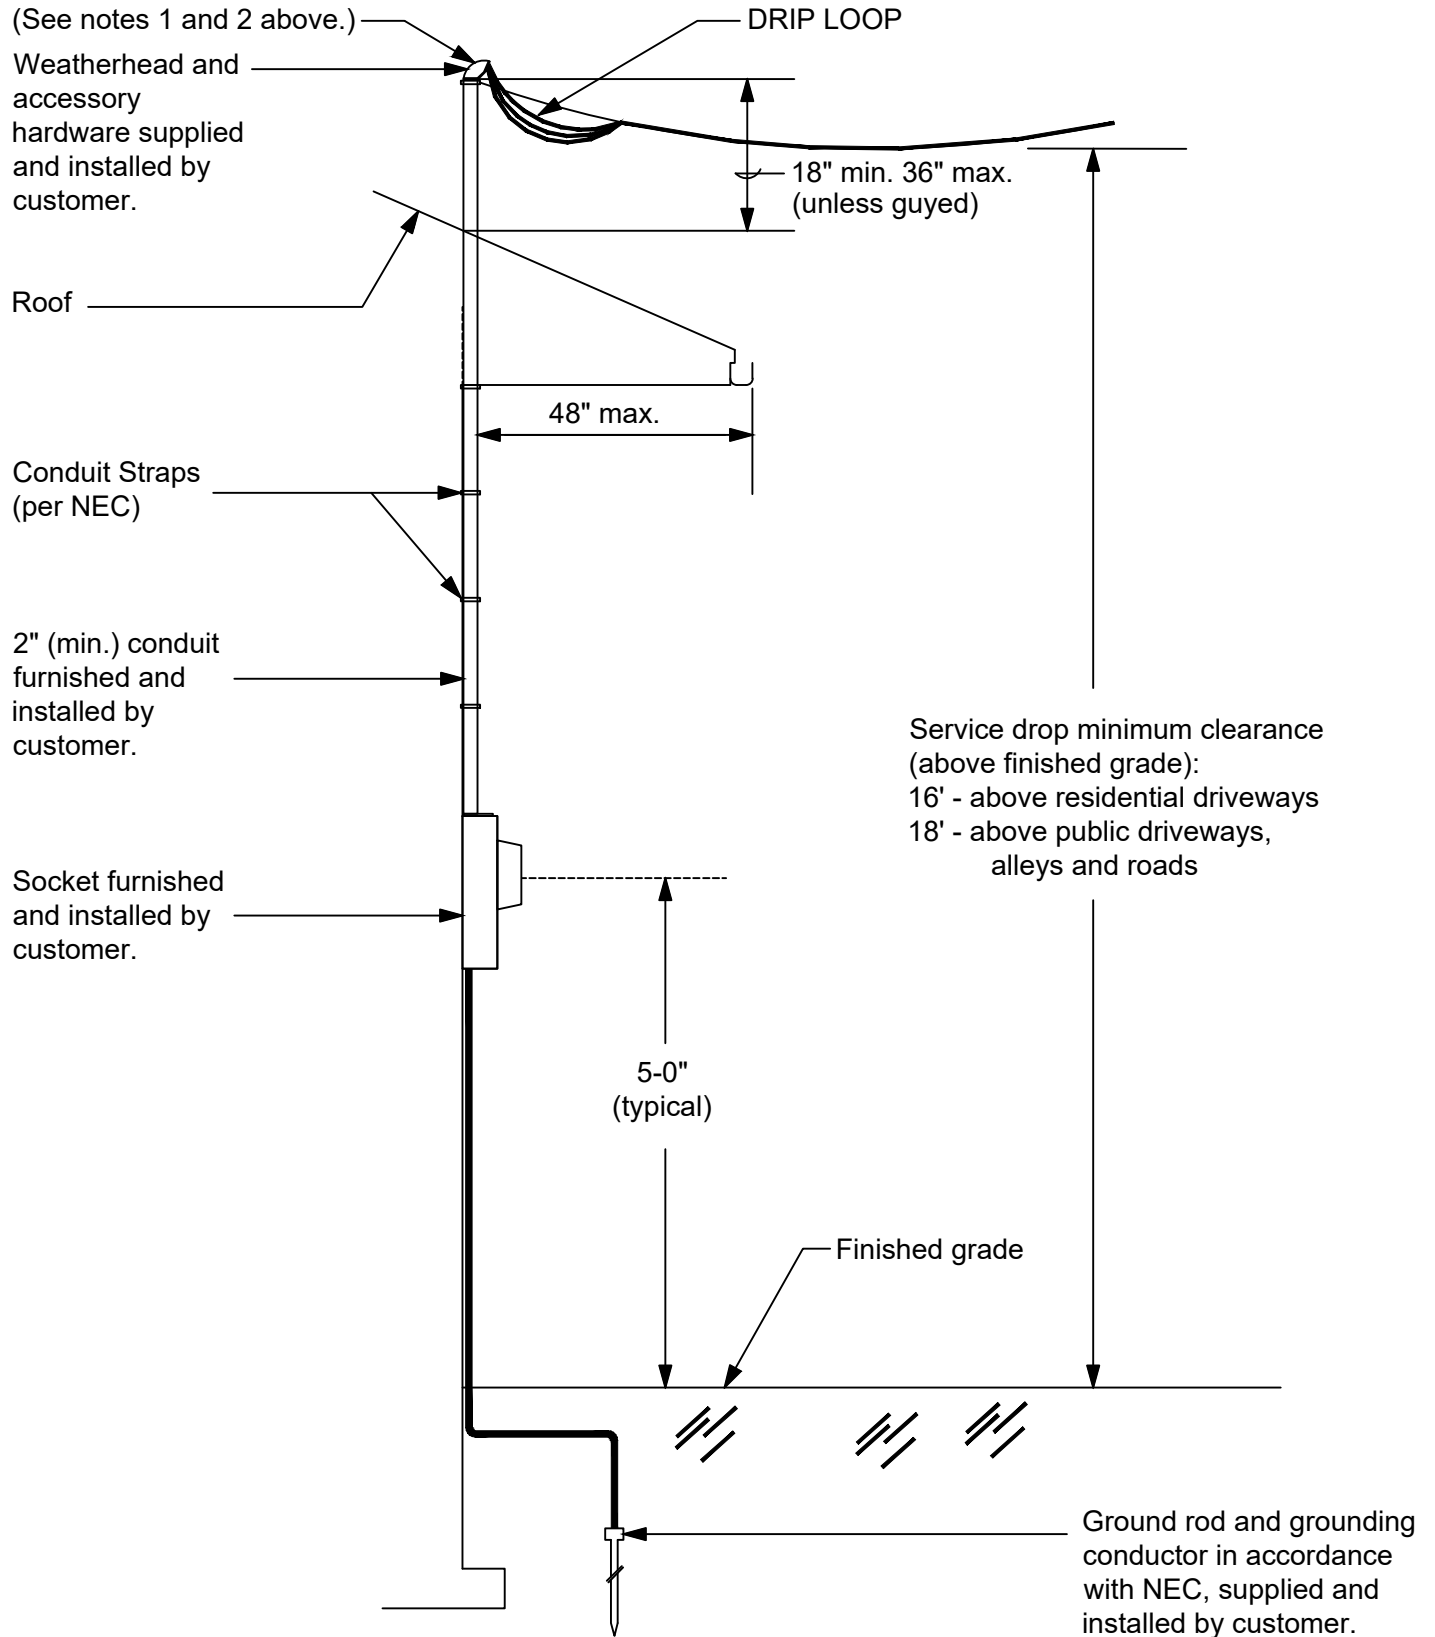 (See notes 1 and 2 above.)
DRIP LOOP
Weatherhead and
accessory
hardware supplied
and installed by
customer.
18" min. 36" max.
(unless guyed)
Roof
48" max.
Conduit Straps
(per NEC)
2" (min.) conduit
furnished and
installed by
customer.
Service drop minimum clearance
(above finished grade):
16' - above residential driveways
18' - above public driveways,
alleys and roads
Socket furnished
and installed by
customer.
5-0"
(typical)
Finished grade
Ground rod and grounding
conductor in accordance
with NEC, supplied and
installed by customer.